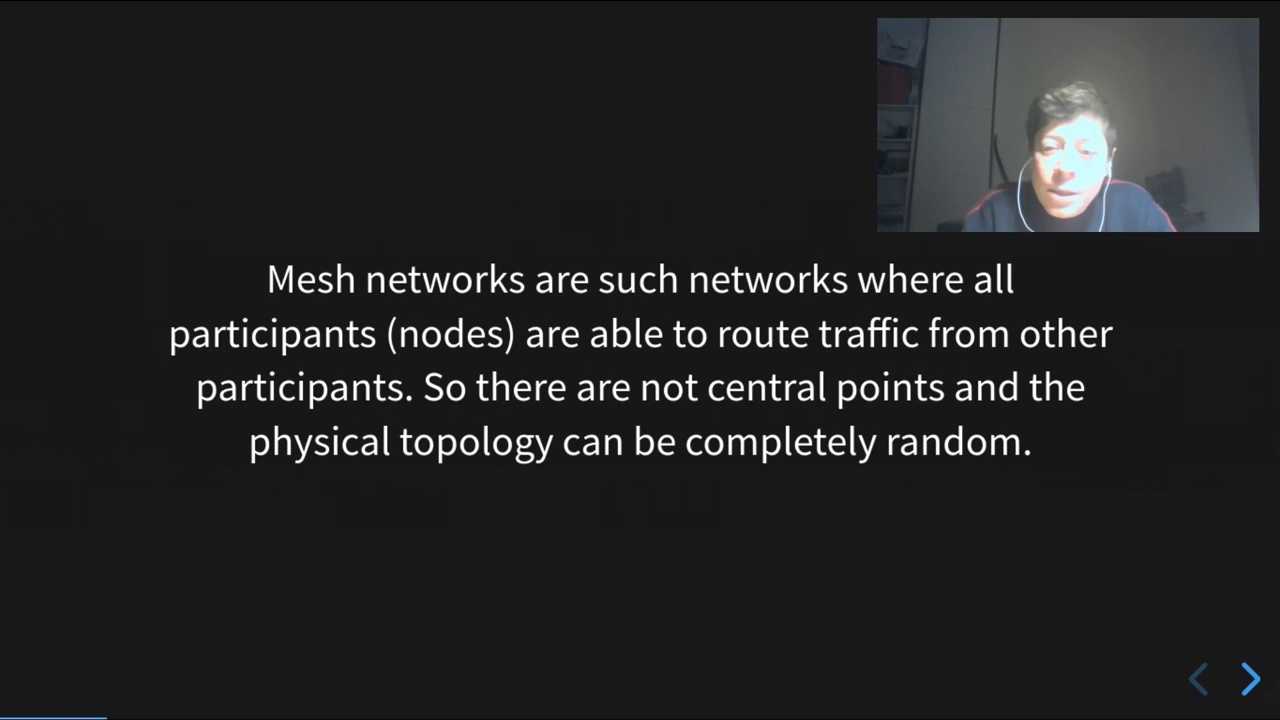 Mesh networks are such networks where all
participants (nodes) are able to route traffic from other
participants. So there are not central points and the
physical topology can be completely random.